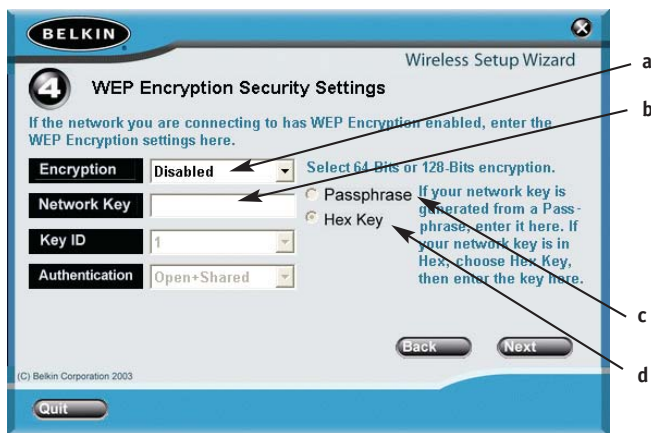 BELKIN
Wireless Setup Wizard
a
4 WEP Encryption Security Settings
b
If the network you are connecting to has WEP Encryption enabled, enter the
WEP Encryption settings here.
Encryption Disabled Select 64-Bits or 128-Bits encryption.
Network Key
Passphrase
Hex Key
If your network key is
generated from a Pass-
phrase, enter it here. If
your network key is in
Hex, choose Hex Key,
then enter the key here.
Key ID 1
Authentication Open+Shared
c
Back Next
d
(C) Belkin Corporation 2003
Quit